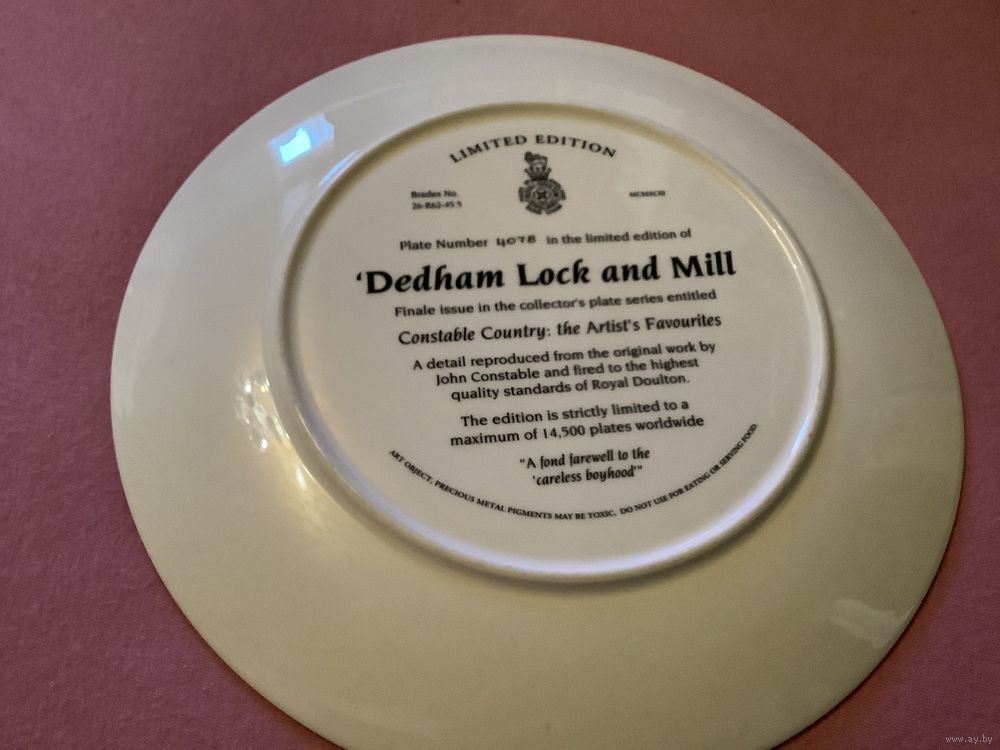 LIMITED EDITION
Bradex No.
26-R62-45.9
MCMXCIII
Plate Number 4078 in the limited edition of
‘Dedham Lock and Mill
Finale issue in the collector's plate series entitled
Constable Country: the Artist's Favourites
A detail reproduced from the original work by
John Constable and fired to the highest
quality standards of Royal Doulton.
The edition is strictly limited to a
maximum of 14,500 plates worldwide
"A fond farewell to the
'careless boyhood'"
ART OBJECT, PRECIOUS METAL PIGMENTS MAY BE TOXIC, DO NOT USE FOR EATING OR SERVING FOOD.
www.ay.by